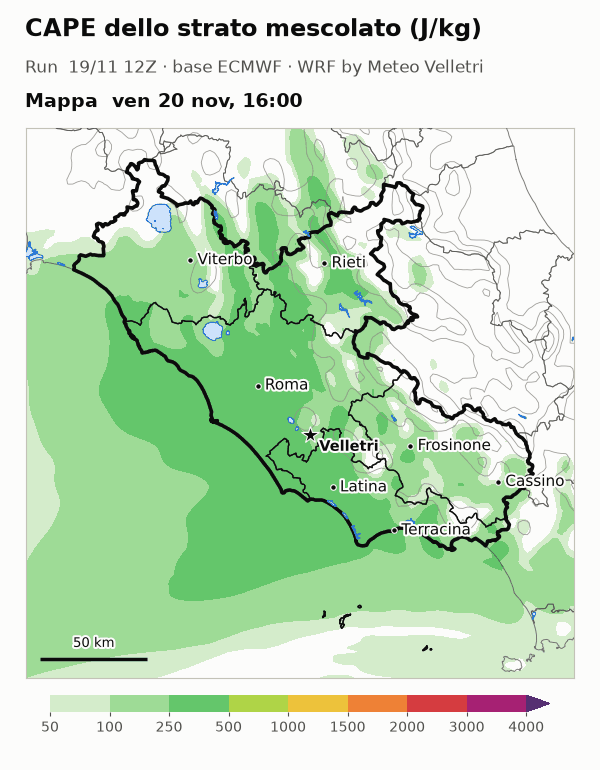 CAPE dello strato mescolato (J/kg)
Run  19/11 12Z · base ECMWF · WRF by Meteo Velletri
Mappa  ven 20 nov, 16:00
Viterbo
Rieti
Roma
Velletri
Frosinone
Latina
Cassino
Terracina
50 km
50 100 250 500 1000 1500 2000 3000 4000